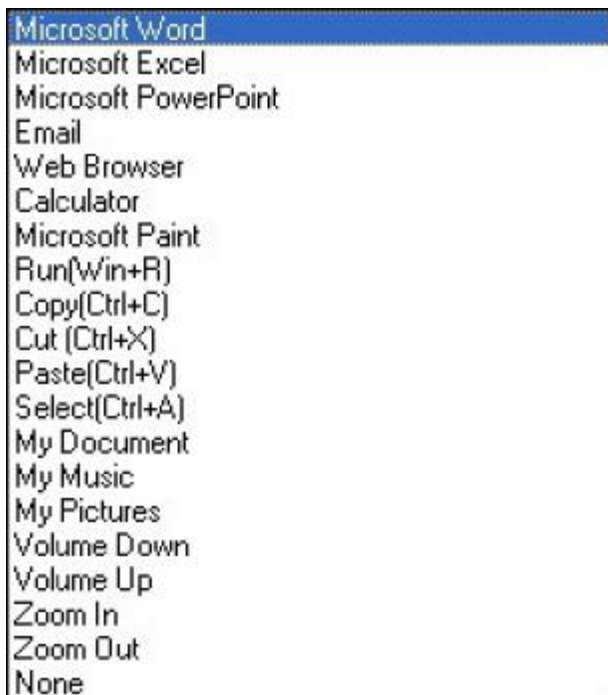 Microsoft Word
Microsoft Excel
Microsoft PowerPoint
Email
Web Browser
Calculator
Microsoft Paint
Run(Win+R)
Copy(Ctrl+C)
Cut (Ctrl+X)
Paste(Ctrl+V)
Select(Ctrl+A)
My Document
My Music
My Pictures
Volume Down
Volume Up
Zoom In
Zoom Out
None